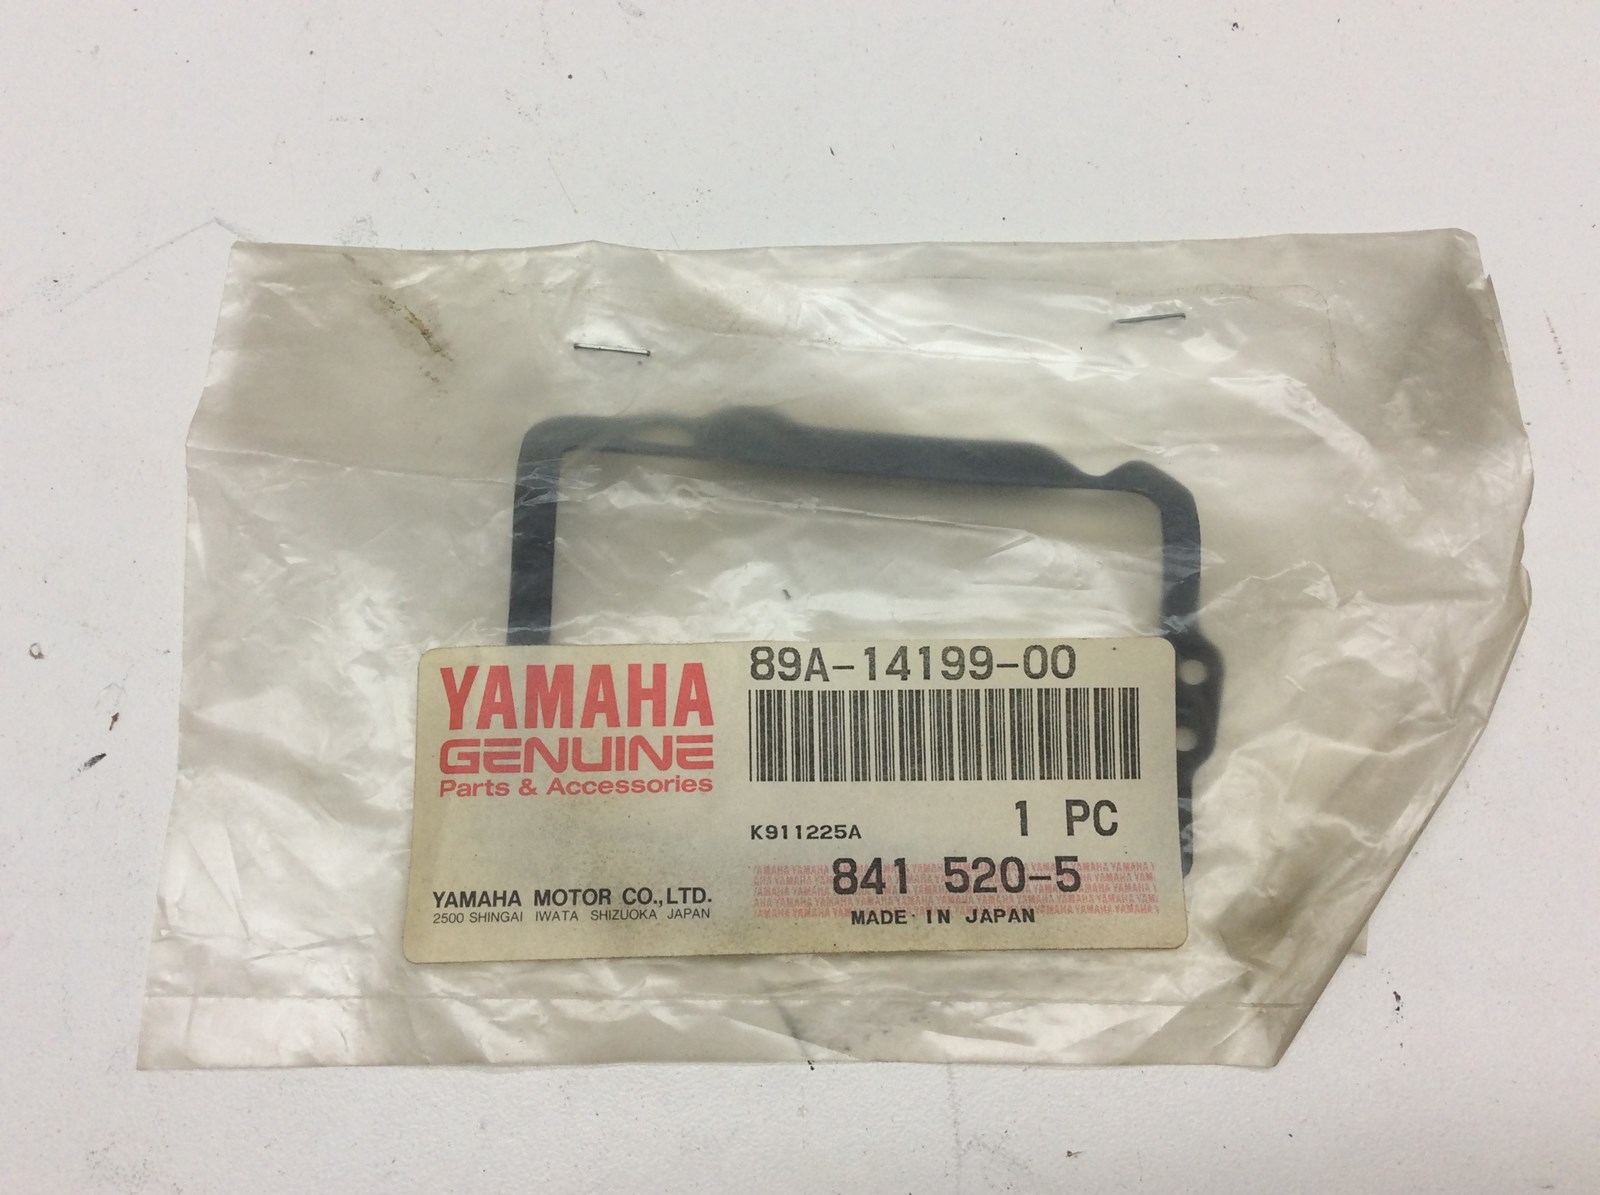 YAMAHA
GENUINE
Parts & Accessories
YAMAHA MOTOR CO.,LTD.
2500 SHINGAI IWATA SHIZUOKA JAPAN
89A-14199-00
1 PC
K911225A
841 520-5
MADE IN JAPAN